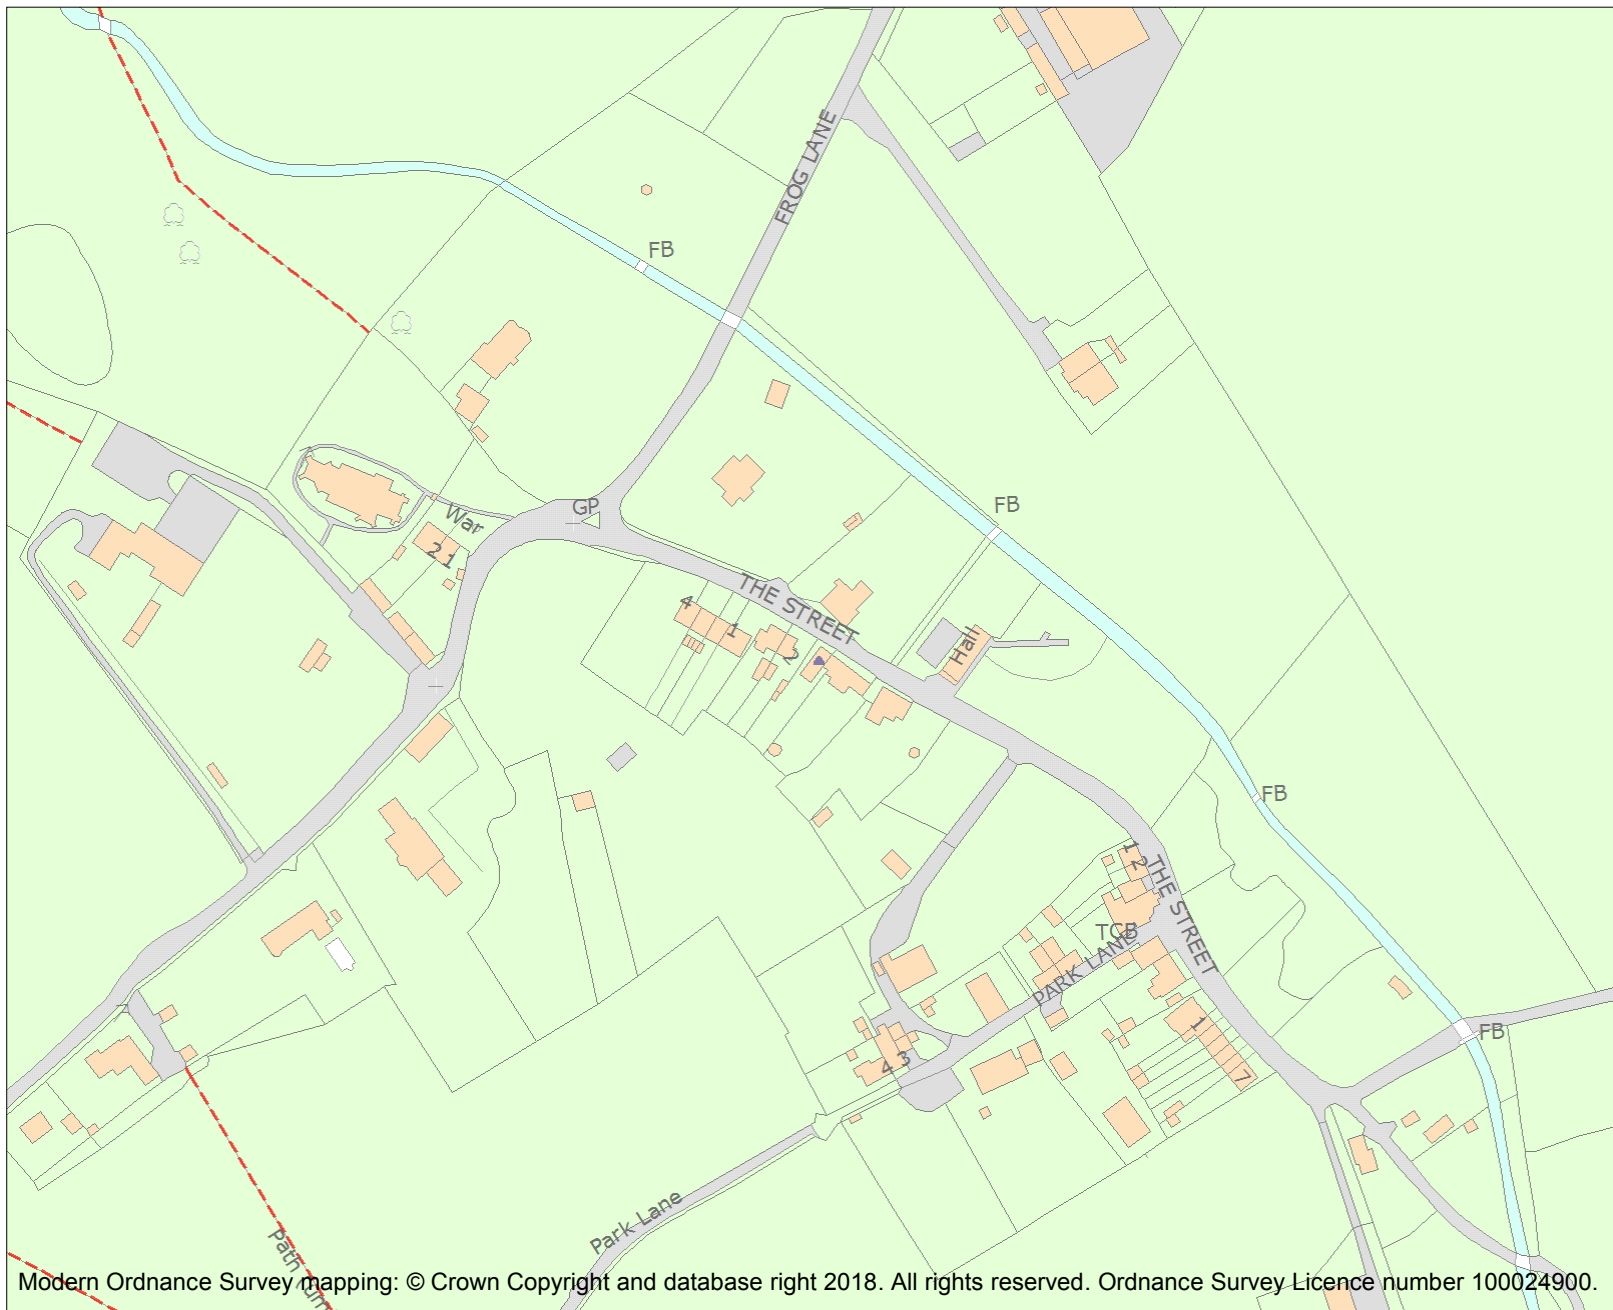 FROG LANE
FB
FB
GP
War
2 1
THE STREET
4
1
2
Hall
FB
1 2
THE STREET
TCB
PARK LANE
1
7
FB
4 3
Park Lane
Path
Modern Ordnance Survey mapping: © Crown Copyright and database right 2018. All rights reserved. Ordnance Survey Licence number 100024900.